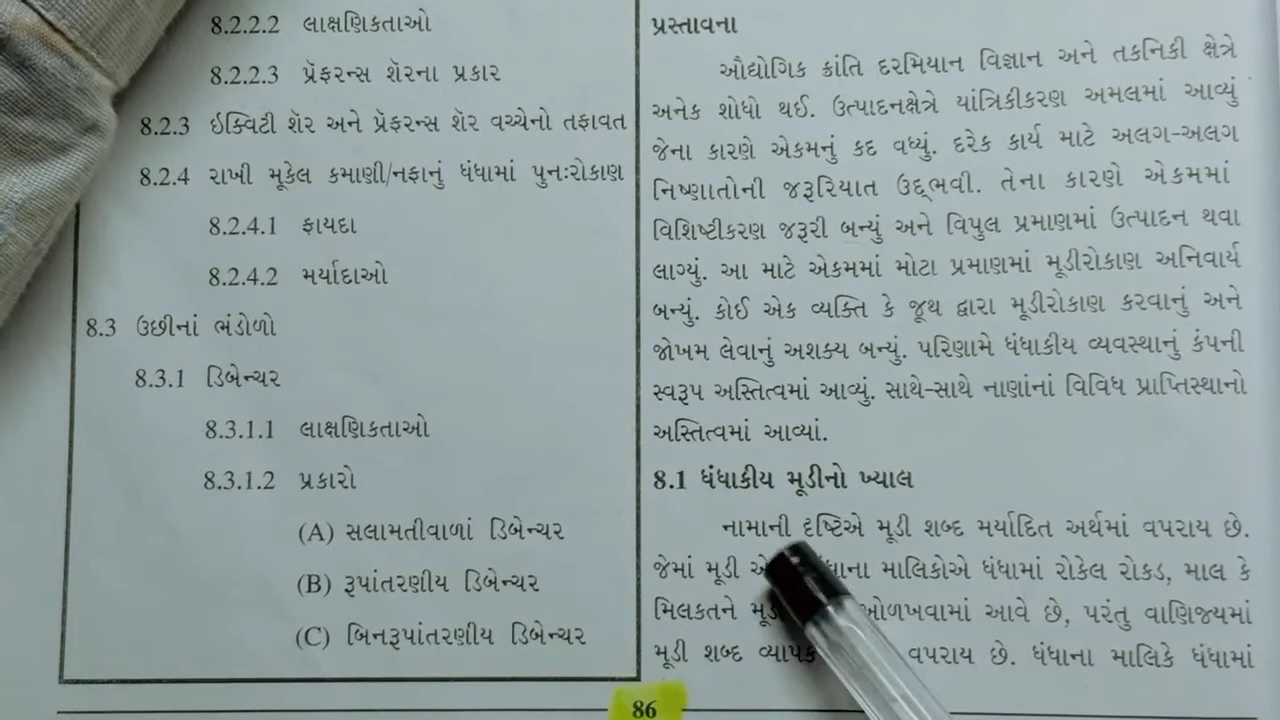 8.2.2.2 લાક્ષણિકતાઓ
8.2.2.3 પ્રૅફરન્સ શૅરના પ્રકાર
8.2.3 ઇક્વિટી શૅર અને પ્રૅફરન્સ શૅર વચ્ચેનો તફાવત
8.2.4 રાખી મૂકેલ કમાણી/નફાનું ધંધામાં પુનઃરોકાણ
8.2.4.1 ફાયદા
8.2.4.2 મર્યાદાઓ
8.3 ઉછીનાં ભંડોળો
8.3.1 ડિબેન્ચર
8.3.1.1 લાક્ષણિકતાઓ
8.3.1.2 પ્રકારો
(A) સલામતીવાળાં ડિબેન્ચર
(B) રૂપાંતરણીય ડિબેન્ચર
(C) બિનરૂપાંતરણીય ડિબેન્ચર
પ્રસ્તાવના
ઔદ્યોગિક ક્રાંતિ દરમિયાન વિજ્ઞાન અને તકનિકી ક્ષેત્રે
અનેક શોધો થઈ. ઉત્પાદનક્ષેત્રે યાંત્રિકીકરણ અમલમાં આવ્યું
જેના કારણે એકમનું કદ વધ્યું. દરેક કાર્ય માટે અલગ-અલગ
નિષ્ણાતોની જરૂરિયાત ઉદ્ભવી. તેના કારણે એકમમાં
વિશિષ્ટીકરણ જરૂરી બન્યું અને વિપુલ પ્રમાણમાં ઉત્પાદન થવા
લાગ્યું. આ માટે એકમમાં મોટા પ્રમાણમાં મૂડીરોકાણ અનિવાર્ય
બન્યું. કોઈ એક વ્યક્તિ કે જૂથ દ્વારા મૂડીરોકાણ કરવાનું અને
જોખમ લેવાનું અશક્ય બન્યું. પરિણામે ધંધાકીય વ્યવસ્થાનું કંપની
સ્વરૂપ અસ્તિત્વમાં આવ્યું. સાથે-સાથે નાણાંનાં વિવિધ પ્રાપ્તિસ્થાનો
અસ્તિત્વમાં આવ્યાં.
8.1 ધંધાકીય મૂડીનો ખ્યાલ
નામાની દૃષ્ટિએ મૂડી શબ્દ મર્યાદિત અર્થમાં વપરાય છે.
જેમાં મૂડી માલિકોએ ધંધામાં રોકેલ રોકડ, માલ કે
મિલકતને ઓળખવામાં આવે છે, પરંતુ વાણિજ્યમાં
મૂડી શબ્દ વ્યાપક વપરાય છે. ધંધાના માલિકે ધંધામાં
86